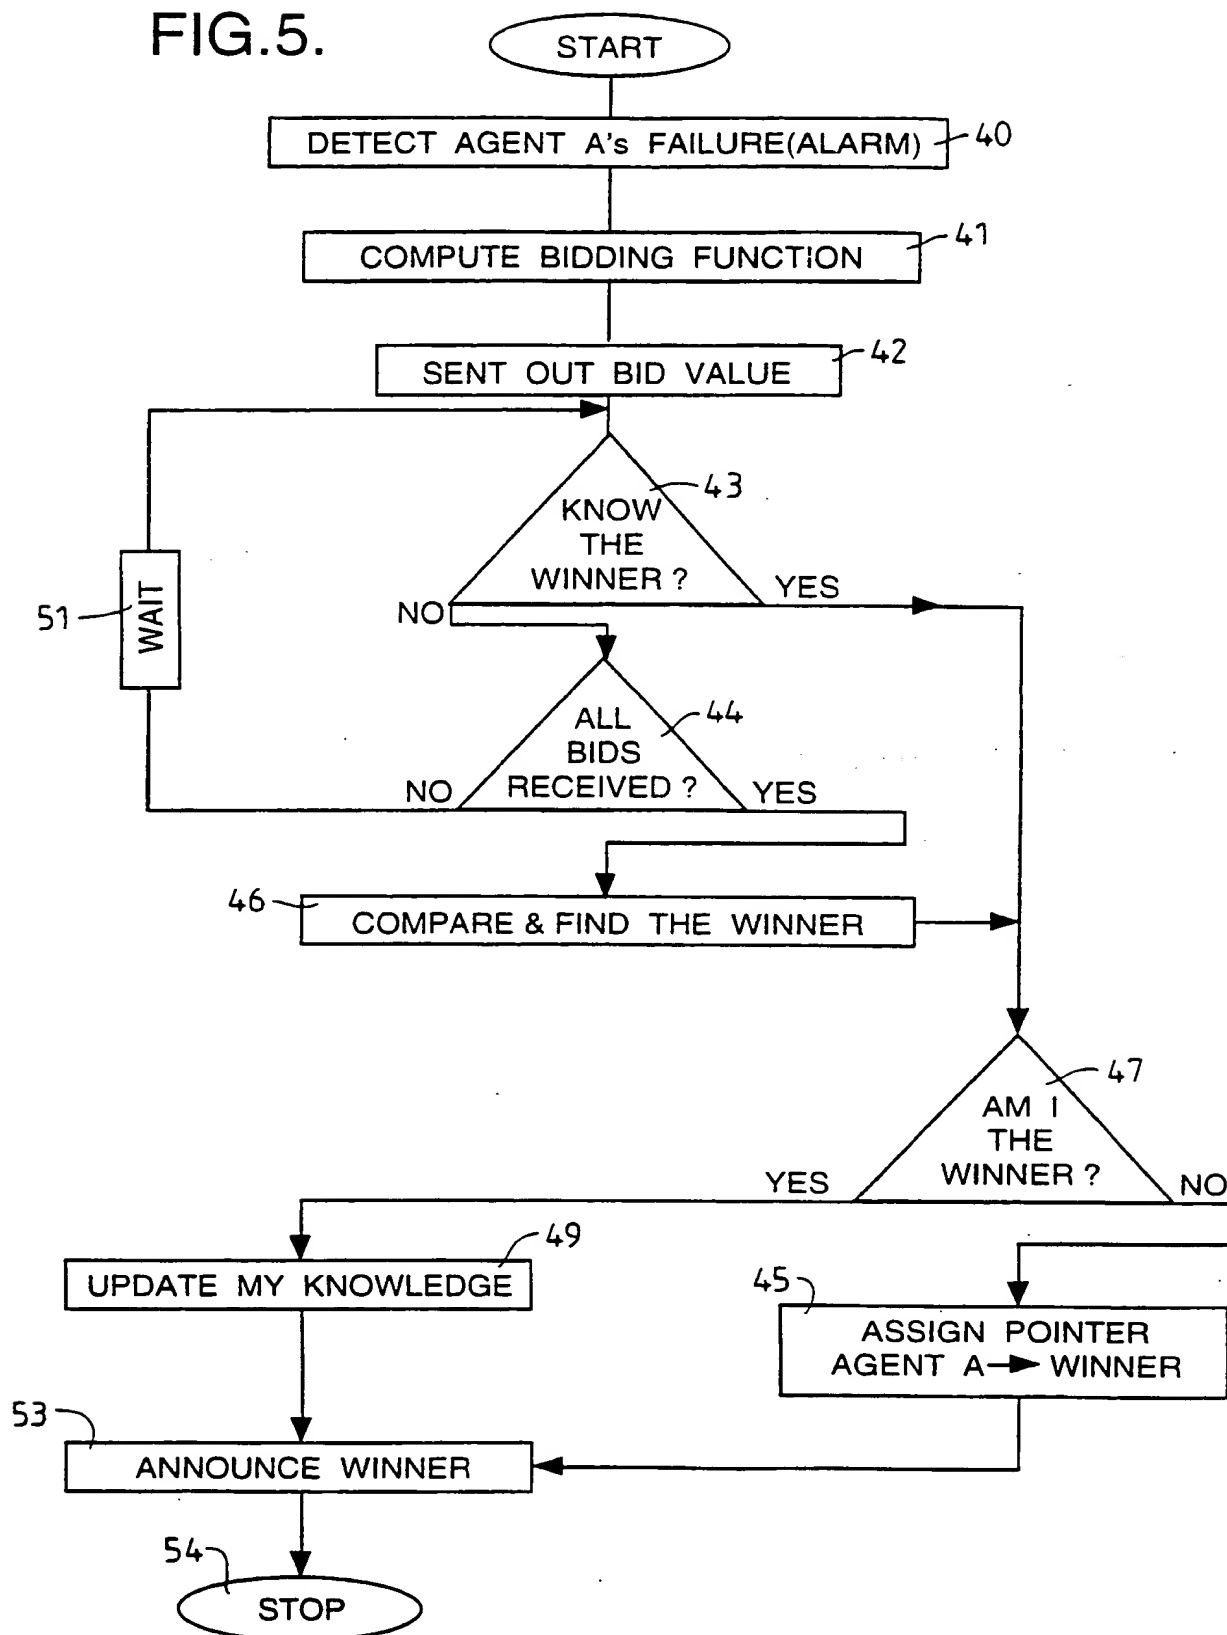 FIG.5.
START
DETECT AGENT A's FAILURE(ALARM)
40
COMPUTE BIDDING FUNCTION
41
SENT OUT BID VALUE
42
43
KNOW
THE
WINNER ?
NO
YES
51
WAIT
44
ALL
BIDS
RECEIVED ?
NO
YES
46
COMPARE & FIND THE WINNER
47
AM I
THE
WINNER ?
YES
NO
49
UPDATE MY KNOWLEDGE
45
ASSIGN POINTER
AGENT A → WINNER
53
ANNOUNCE WINNER
54
STOP